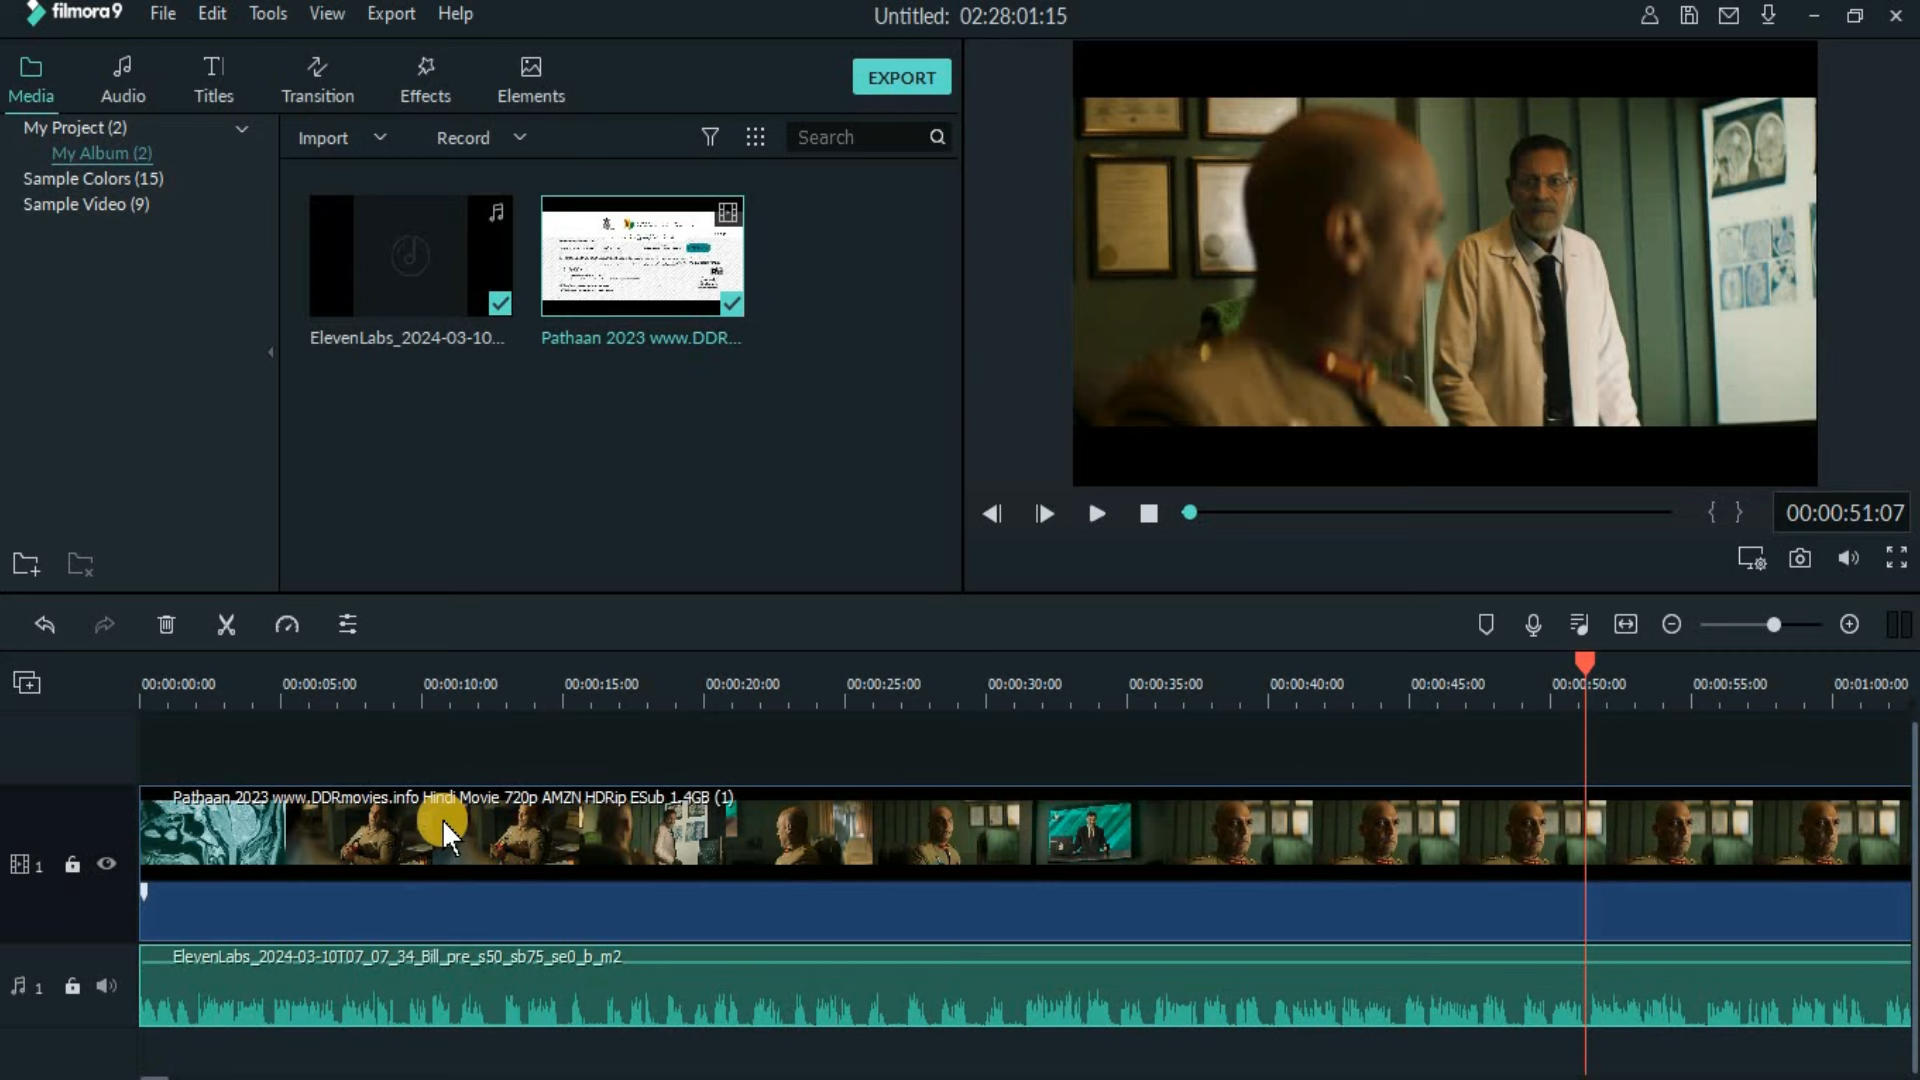 filmora9 File Edit Tools View Export Help Untitled: 02:28:01:15
Media Audio Titles Transition Effects Elements EXPORT
My Project (2)
My Album (2)
Sample Colors (15)
Sample Video (9)
Import Record Search
ElevenLabs_2024-03-10... Pathaan 2023 www.DDR...
{ } 00:00:51:07
00:00:00:00 00:00:05:00 00:00:10:00 00:00:15:00 00:00:20:00 00:00:25:00 00:00:30:00 00:00:35:00 00:00:40:00 00:00:45:00 00:00:50:00 00:00:55:00 00:01:00:00
Pathaan 2023 www.DDRmovies.info Hindi Movie 720p AMZN HDRip ESub 1.4GB (1)
1
ElevenLabs_2024-03-10T07_07_34_Bill_pre_s50_sb75_se0_b_m2
1